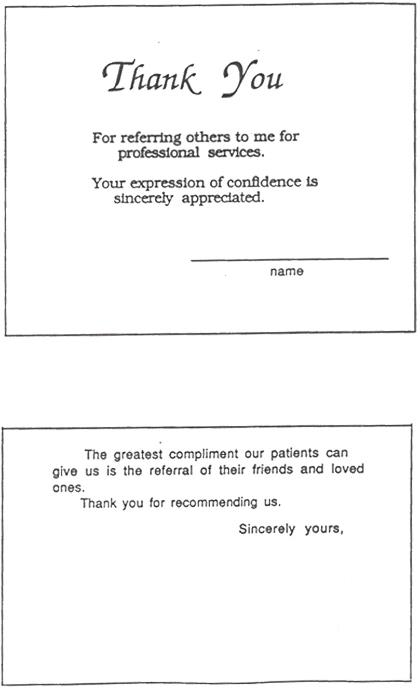 Thank You
For referring others to me for
professional services.
Your expression of confidence is
sincerely appreciated.
name
The greatest compliment our patients can
give us is the referral of their friends and loved
ones.
Thank you for recommending us.
Sincerely yours,